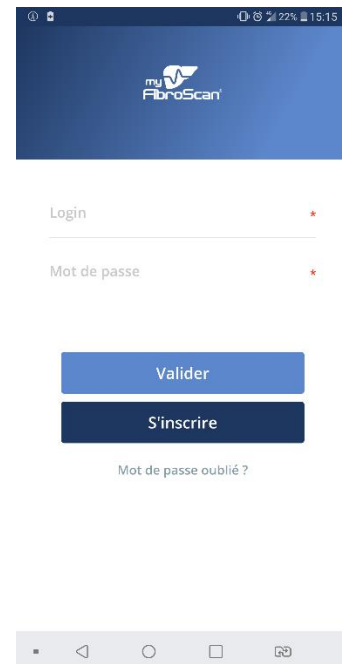 22% 15:15
my
FibroScan
Login *
Mot de passe *
Valider
S'inscrire
Mot de passe oublié ?